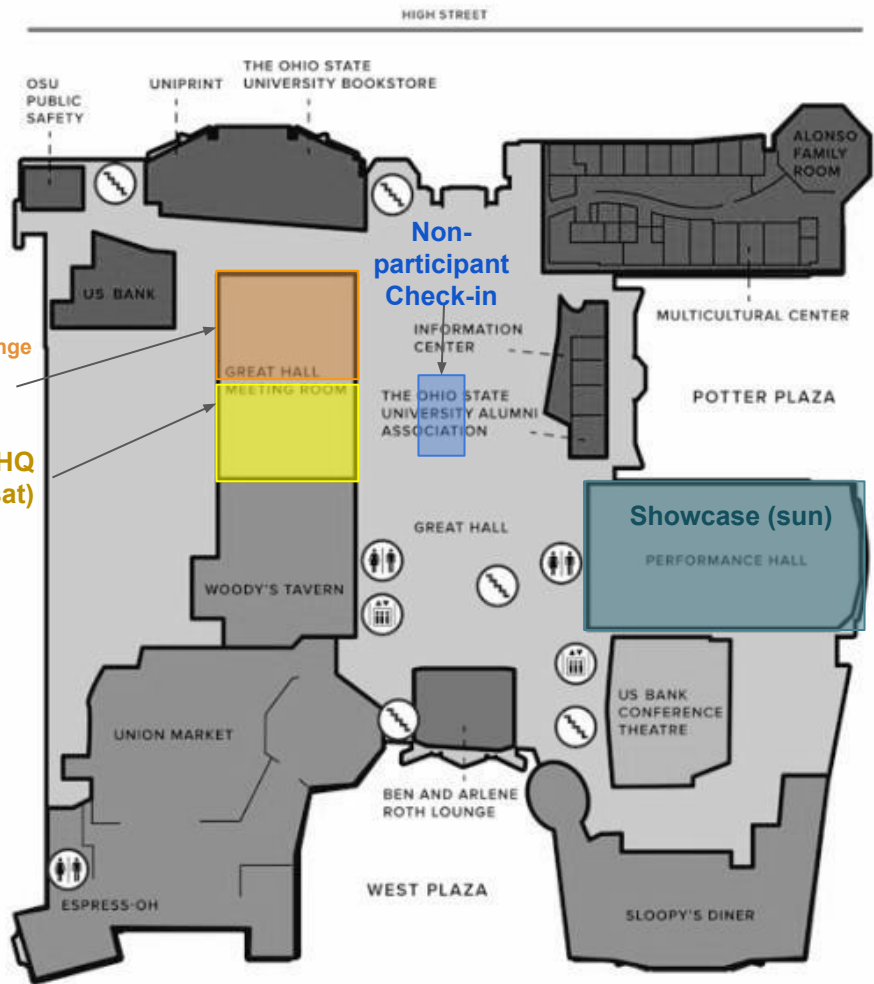 HIGH STREET
OSU
PUBLIC
SAFETY
UNIPRINT
THE OHIO STATE
UNIVERSITY BOOKSTORE
ALONSO
FAMILY
ROOM
US BANK
Non-
participant
Check-in
MULTICULTURAL CENTER
INFORMATION
CENTER
nge
GREAT HALL
MEETING ROOM
THE OHIO STATE
UNIVERSITY ALUMNI
ASSOCIATION
POTTER PLAZA
HQ
at)
Showcase (sun)
GREAT HALL
PERFORMANCE HALL
WOODY'S TAVERN
US BANK
CONFERENCE
THEATRE
UNION MARKET
BEN AND ARLENE
ROTH LOUNGE
WEST PLAZA
ESPRESS-OH
SLOOPY'S DINER